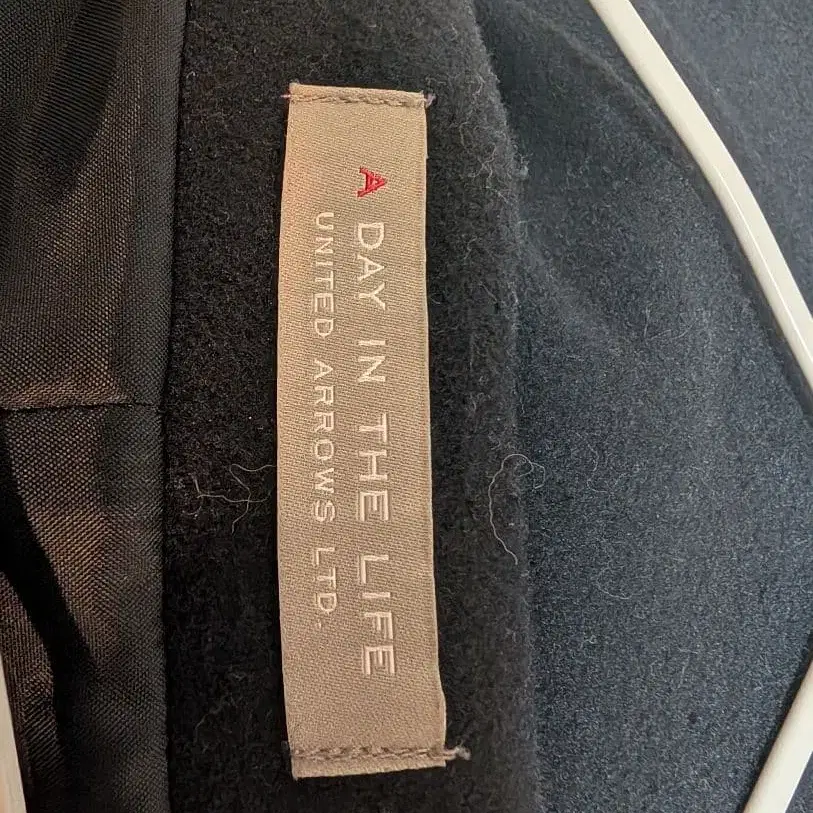 A DAY IN THE LIFE
UNITED ARROWS LTD.